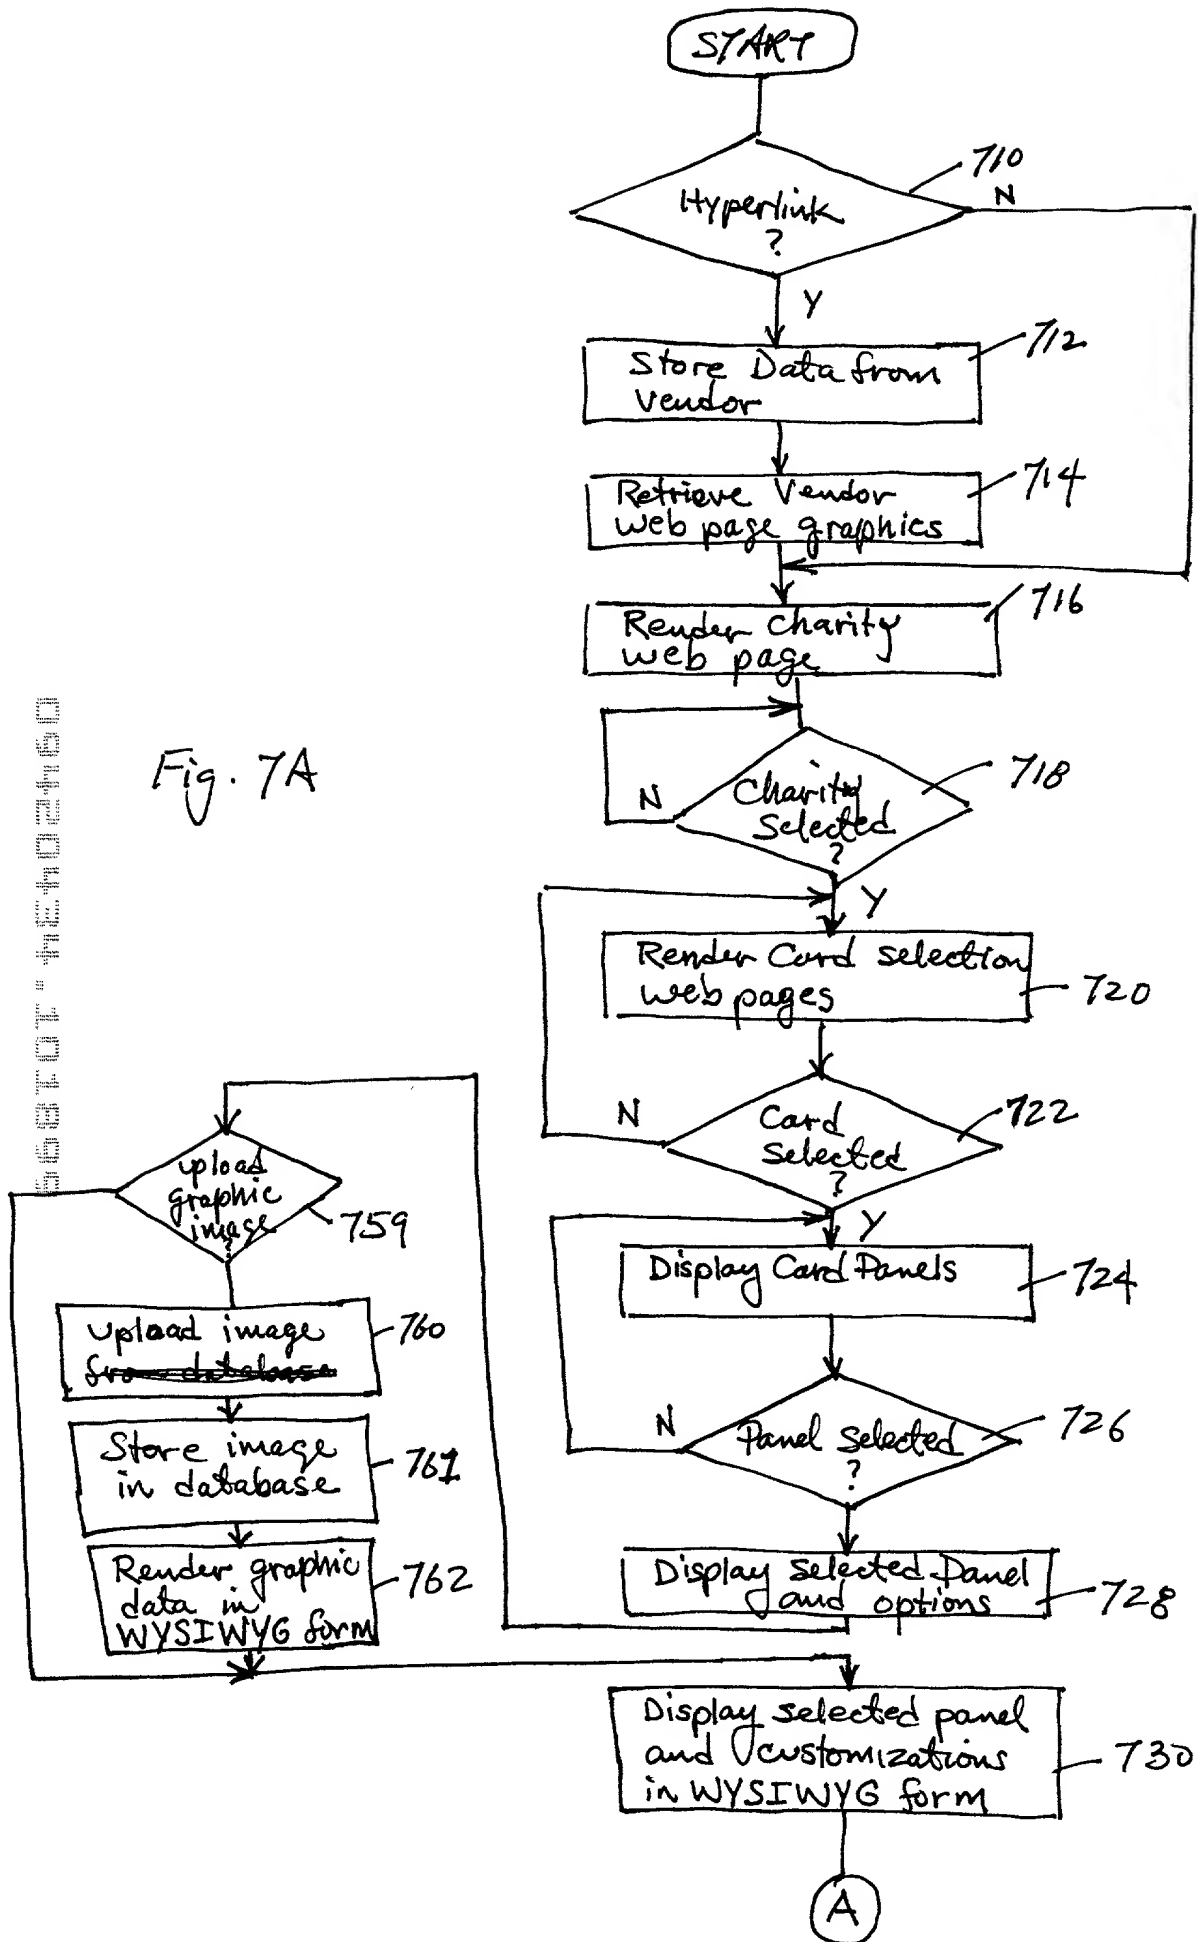 START
710
Hyperlink
?
N
Y
712
Store Data from
Vendor
714
Retrieve Vendor
web page graphics
716
Render Charity
web page
Fig. 7A
718
Charity
Selected
?
N
Y
Render Card selection
web pages
720
722
Card
Selected
?
N
Y
upload
graphic
image
?
759
Display Card Panels
724
Upload image
from database
760
726
Panel Selected
?
N
Store image
in database
761
Display Selected Panel
and options
728
Render graphic
data in
WYSIWYG form
762
Display selected panel
and customizations
in WYSIWYG form
730
A